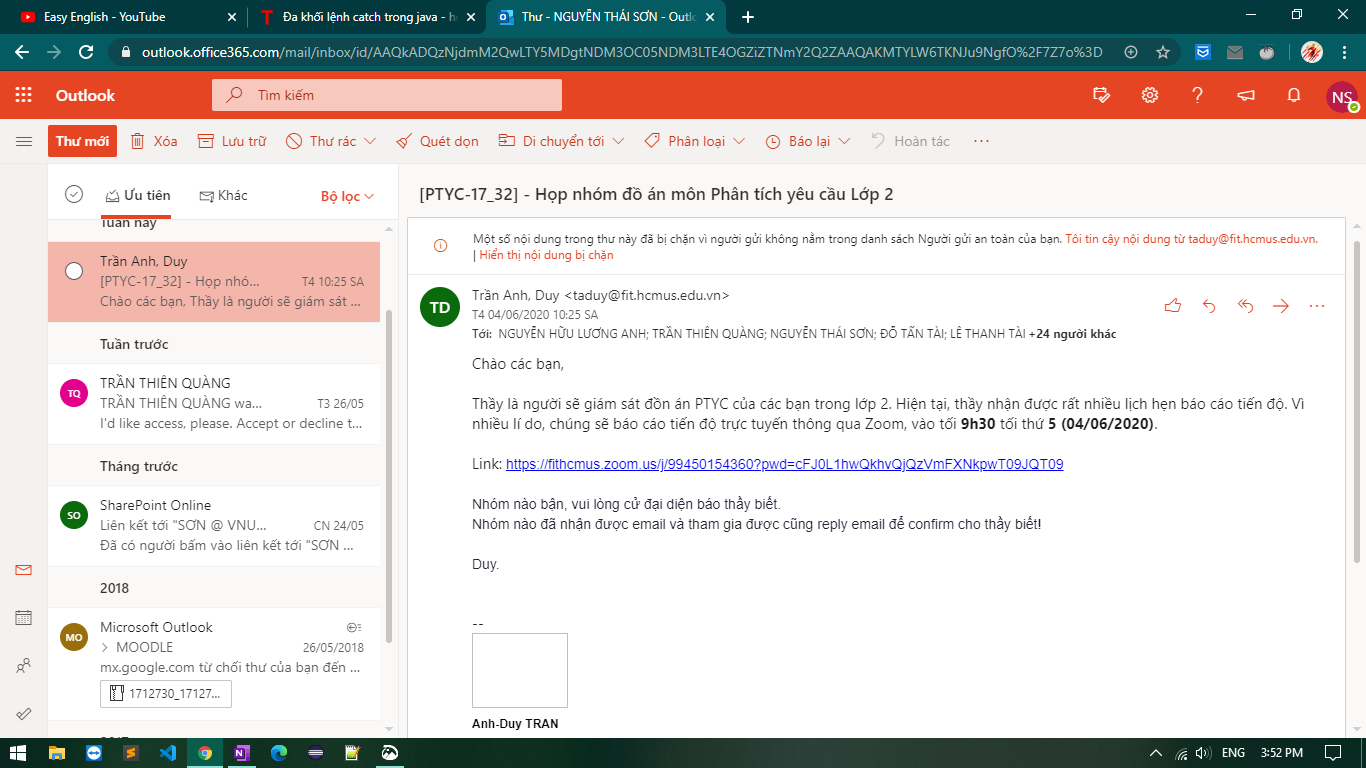 Easy English - YouTube
Đa khối lệnh catch trong java - h
Thư - NGUYỄN THÁI SƠN - Outl
outlook.office365.com/mail/inbox/id/AAQkADQzNjdmM2QwLTY5MDgtNDM3OC05NDM3LTE4OGZiZTNmY2Q2ZAAQAKMTYLW6TKNJu9NgfO%2F7Z7o%3D
Outlook
Tìm kiếm
NS
Thư mới
Xóa
Lưu trữ
Thư rác
Quét dọn
Di chuyển tới
Phân loại
Báo lại
Hoàn tác
Ưu tiên
Khác
Bộ lọc
Tuần này
Trần Anh, Duy
[PTYC-17_32] - Họp nhó... T4 10:25 SA
Chào các bạn, Thầy là người sẽ giám sát ...
Tuần trước
TQ
TRẦN THIÊN QUÀNG
TRẦN THIÊN QUÀNG wa... T3 26/05
I'd like access, please. Accept or decline t...
Tháng trước
SO
SharePoint Online
Liên kết tới "SƠN @ VNU... CN 24/05
Đã có người bấm vào liên kết tới "SƠN ...
2018
MO
Microsoft Outlook
MOODLE 26/05/2018
mx.google.com từ chối thư của bạn đến ...
1712730_17127...
[PTYC-17_32] - Họp nhóm đồ án môn Phân tích yêu cầu Lớp 2
Một số nội dung trong thư này đã bị chặn vì người gửi không nằm trong danh sách Người gửi an toàn của bạn. Tôi tin cậy nội dung từ taduy@fit.hcmus.edu.vn.
| Hiển thị nội dung bị chặn
TD
Trần Anh, Duy <taduy@fit.hcmus.edu.vn>
T4 04/06/2020 10:25 SA
Tới: NGUYỄN HỮU LƯƠNG ANH; TRẦN THIÊN QUÀNG; NGUYỄN THÁI SƠN; ĐỖ TẤN TÀI; LÊ THANH TÀI +24 người khác
Chào các bạn,
Thầy là người sẽ giám sát đồn án PTYC của các bạn trong lớp 2. Hiện tại, thầy nhận được rất nhiều lịch hẹn báo cáo tiến độ. Vì
nhiều lí do, chúng sẽ báo cáo tiến độ trực tuyến thông qua Zoom, vào tối 9h30 tối thứ 5 (04/06/2020).
Link: https://fithcmus.zoom.us/j/99450154360?pwd=cFJ0L1hwQkhvQjQzVmFXNkpwT09JQT09
Nhóm nào bận, vui lòng cử đại diện báo thầy biết.
Nhóm nào đã nhận được email và tham gia được cũng reply email để confirm cho thầy biết!
Duy.
--
Anh-Duy TRAN
ENG
3:52 PM